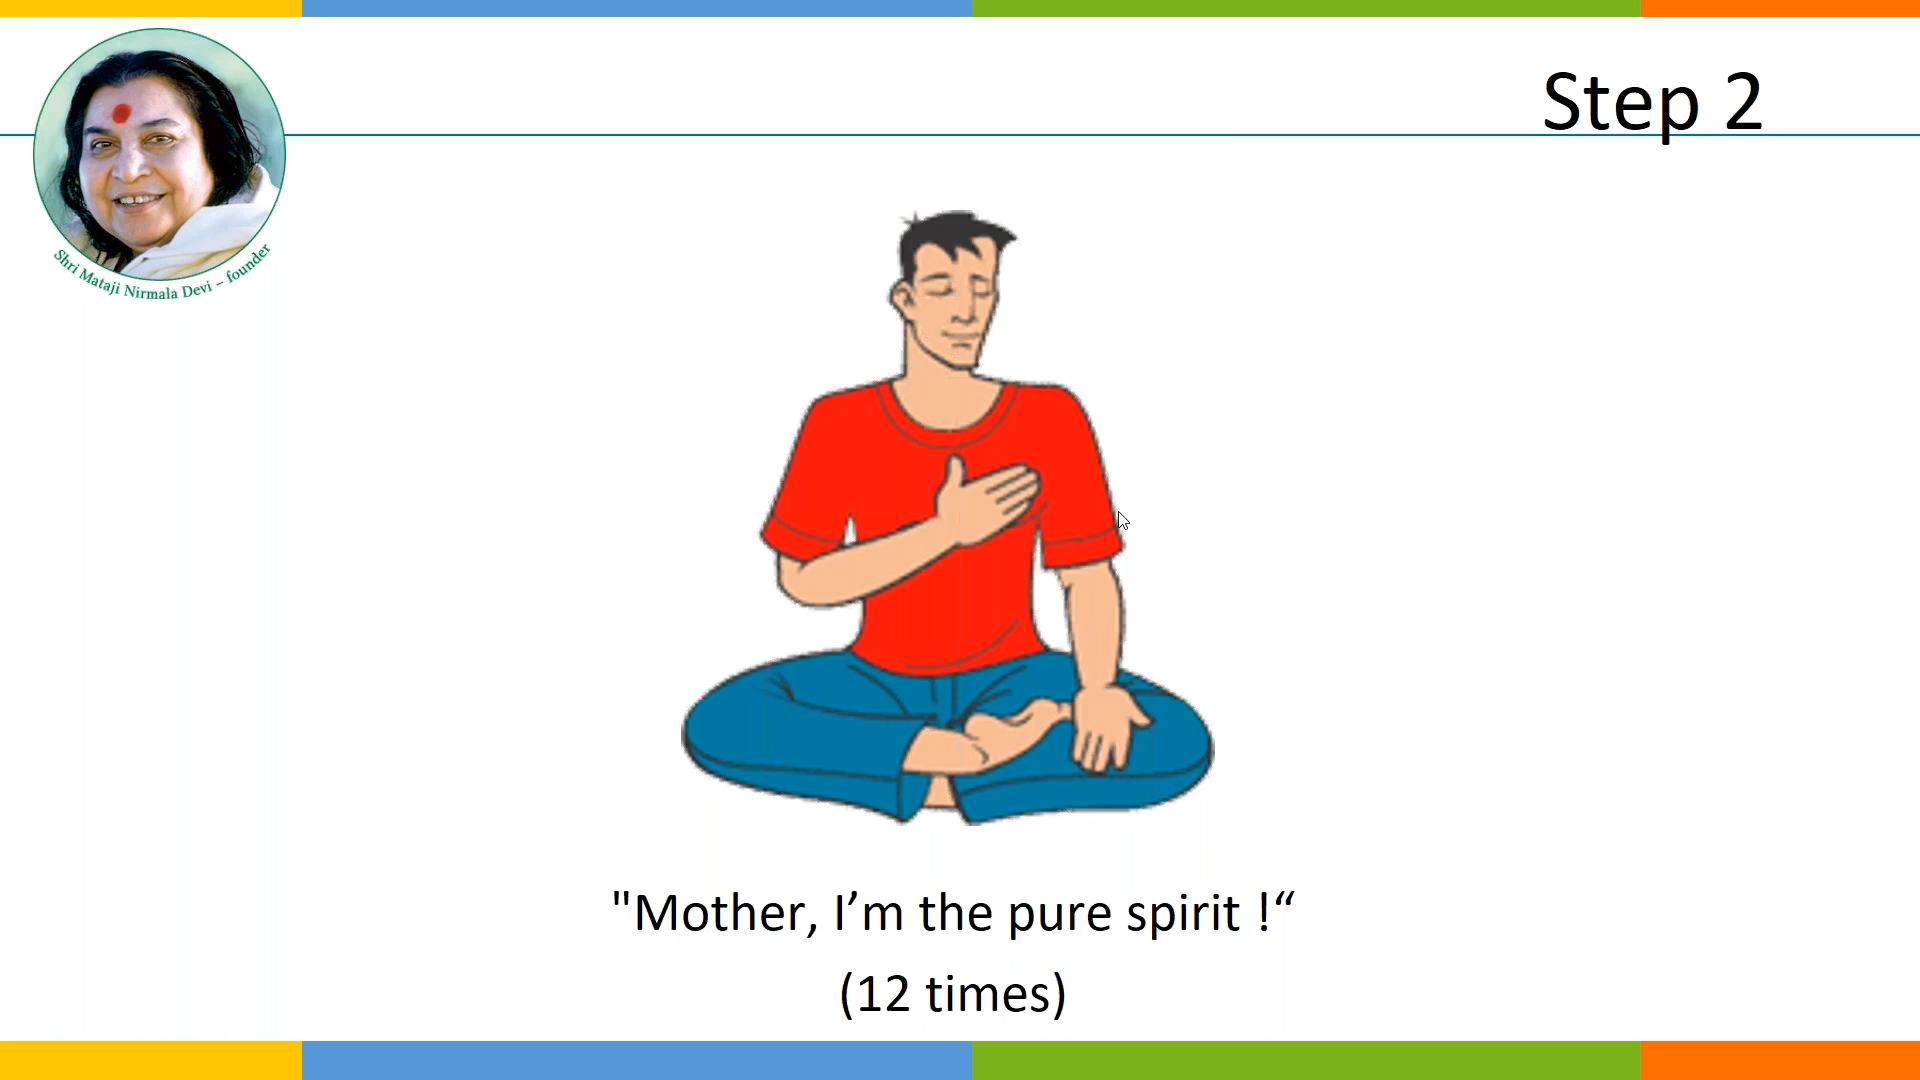 Step 2
Shri Mataji Nirmala Devi – founder
"Mother, I’m the pure spirit !“
(12 times)